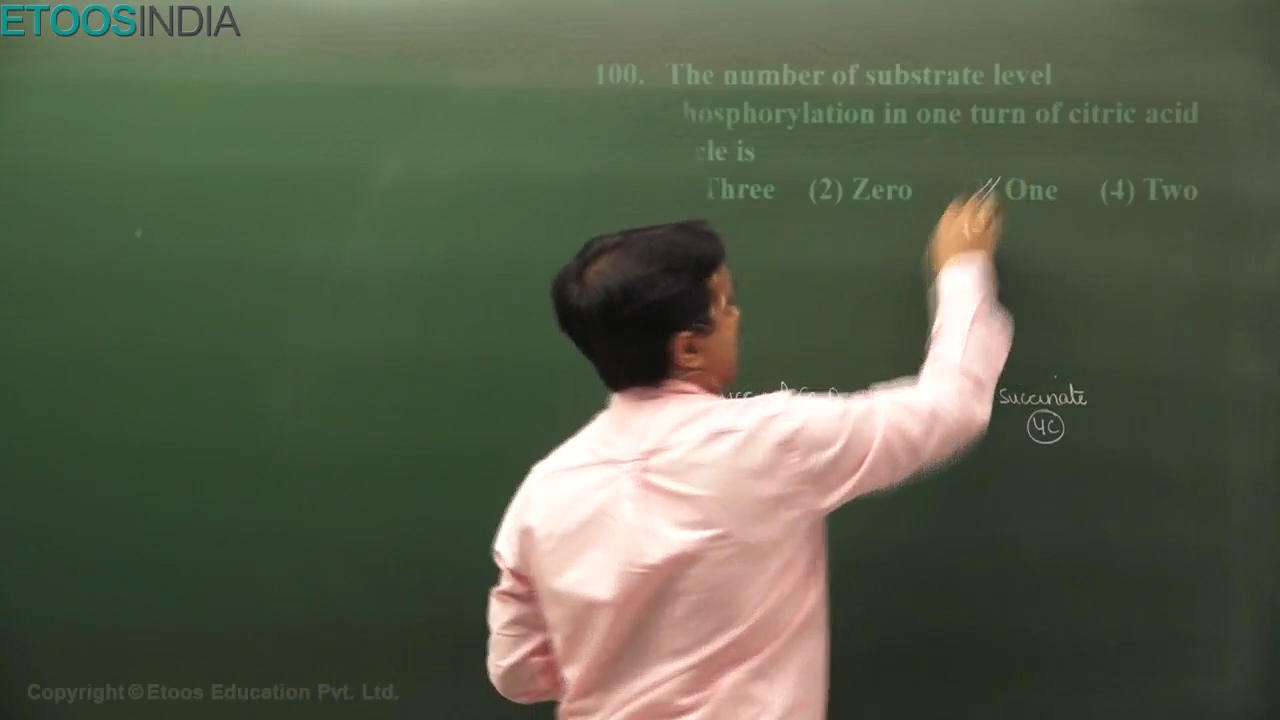 ETOOSINDIA
100. The number of substrate level
hosphorylation in one turn of citric acid
cle is
Three (2) Zero One (4) Two
succinate
4C
Copyright © Etoos Education Pvt. Ltd.